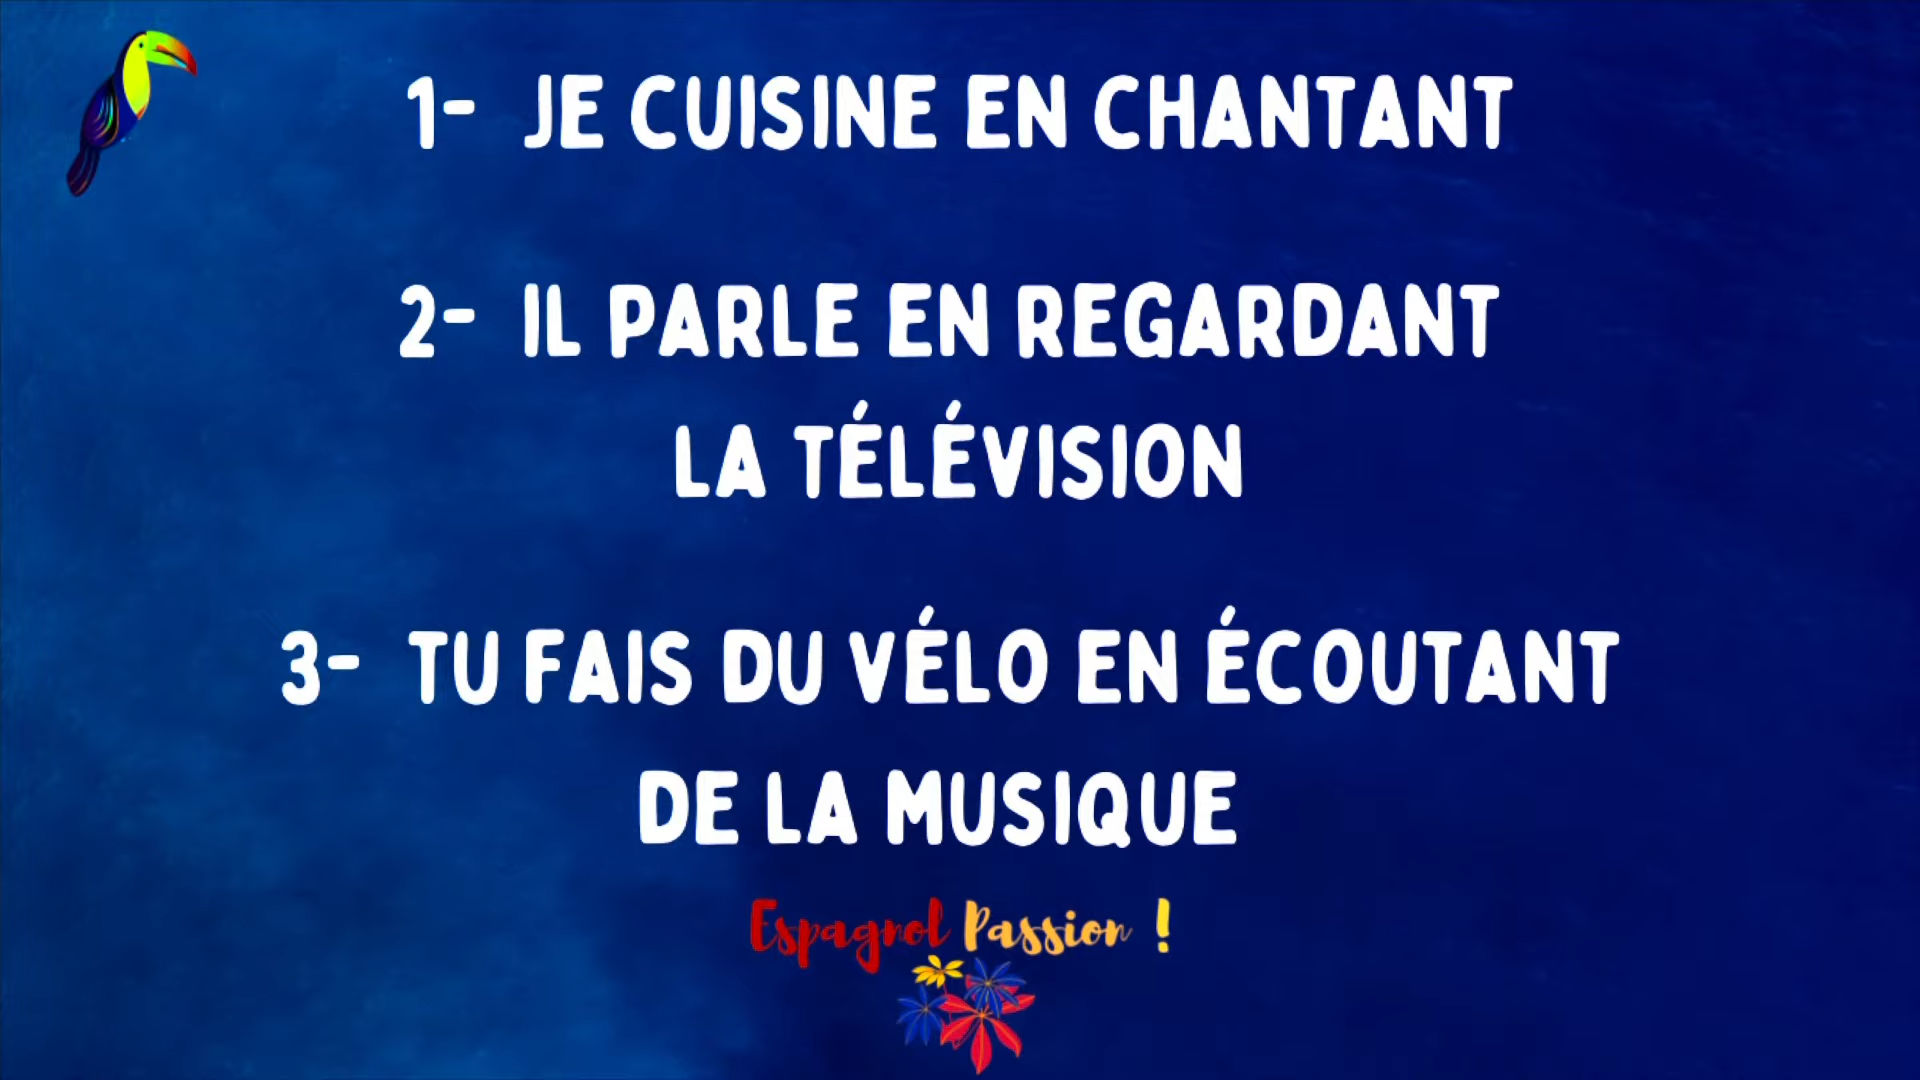 1- JE CUISINE EN CHANTANT
2- IL PARLE EN REGARDANT
LA TÉLÉVISION
3- TU FAIS DU VÉLO EN ÉCOUTANT
DE LA MUSIQUE
Espagnol Passion !